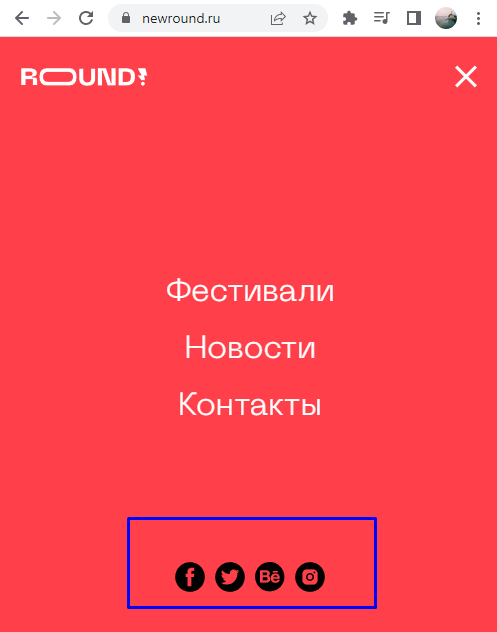 newround.ru
ROUND!
Фестивали
Новости
Контакты
f Bē